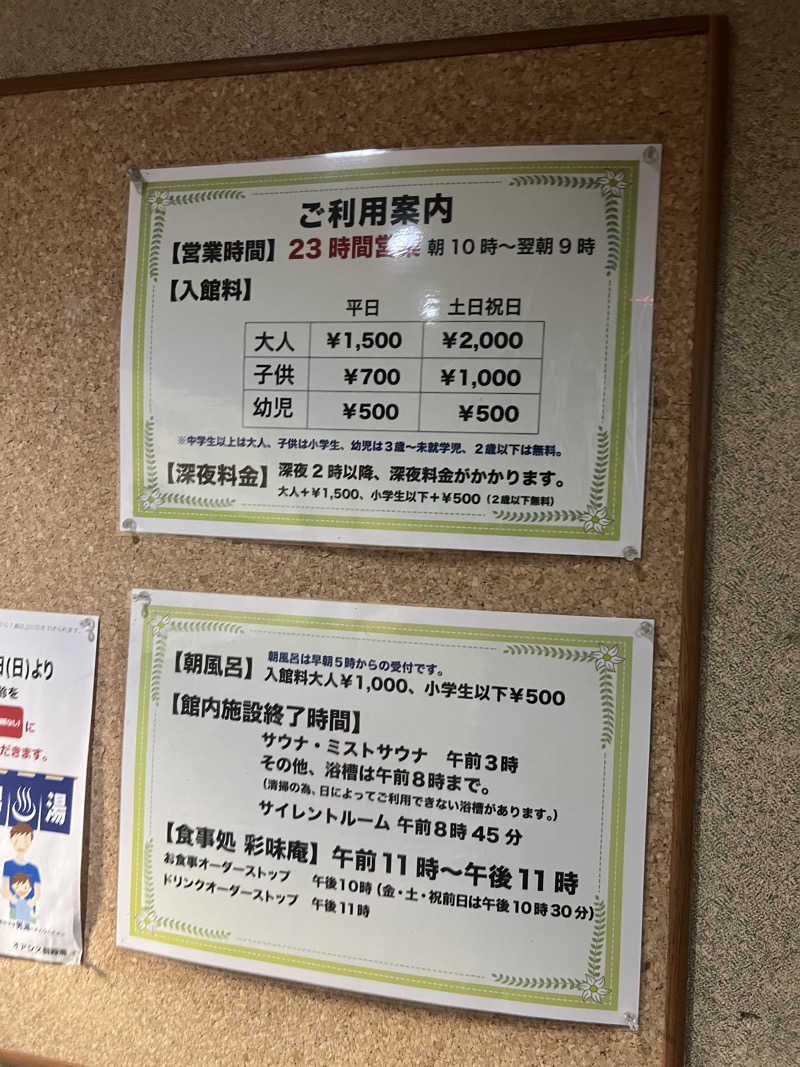 ご利用案内
【営業時間】23時間営業 朝10時～翌朝9時
【入館料】
平日 土日祝日
大人 ¥1,500 ¥2,000
子供 ¥700 ¥1,000
幼児 ¥500 ¥500
※中学生以上は大人、子供は小学生、幼児は3歳～未就学児、2歳以下は無料。
【深夜料金】深夜2時以降、深夜料金がかかります。
大人＋¥1,500、小学生以下＋¥500（2歳以下無料）
【朝風呂】朝風呂は早朝5時からの受付です。
入館料大人¥1,000、小学生以下¥500
【館内施設終了時間】
サウナ・ミストサウナ 午前3時
その他、浴槽は午前8時まで。
（清掃の為、日によってご利用できない浴槽があります。）
サイレントルーム 午前8時45分
【食事処 彩味庵】午前11時～午後11時
お食事オーダーストップ 午後10時（金・土・祝前日は午後10時30分）
ドリンクオーダーストップ 午後11時
(日)より
を
に
だきます。
湯